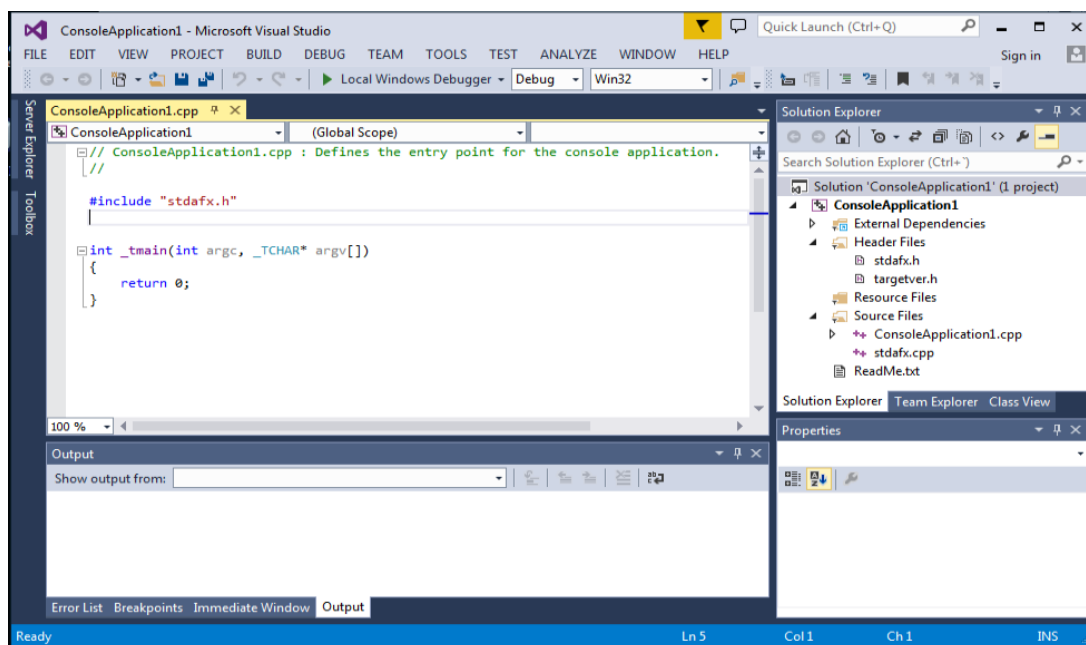 ConsoleApplication1 - Microsoft Visual Studio
Quick Launch (Ctrl+Q)
FILE EDIT VIEW PROJECT BUILD DEBUG TEAM TOOLS TEST ANALYZE WINDOW HELP
Sign in
Local Windows Debugger Debug Win32
Server Explorer
Toolbox
ConsoleApplication1.cpp
ConsoleApplication1 (Global Scope)
// ConsoleApplication1.cpp : Defines the entry point for the console application.
//
#include "stdafx.h"
int _tmain(int argc, _TCHAR* argv[])
{
return 0;
}
100 %
Output
Show output from:
Error List Breakpoints Immediate Window Output
Solution Explorer
Search Solution Explorer (Ctrl+`)
Solution 'ConsoleApplication1' (1 project)
ConsoleApplication1
External Dependencies
Header Files
stdafx.h
targetver.h
Resource Files
Source Files
ConsoleApplication1.cpp
stdafx.cpp
ReadMe.txt
Solution Explorer Team Explorer Class View
Properties
Ready Ln 5 Col 1 Ch 1 INS